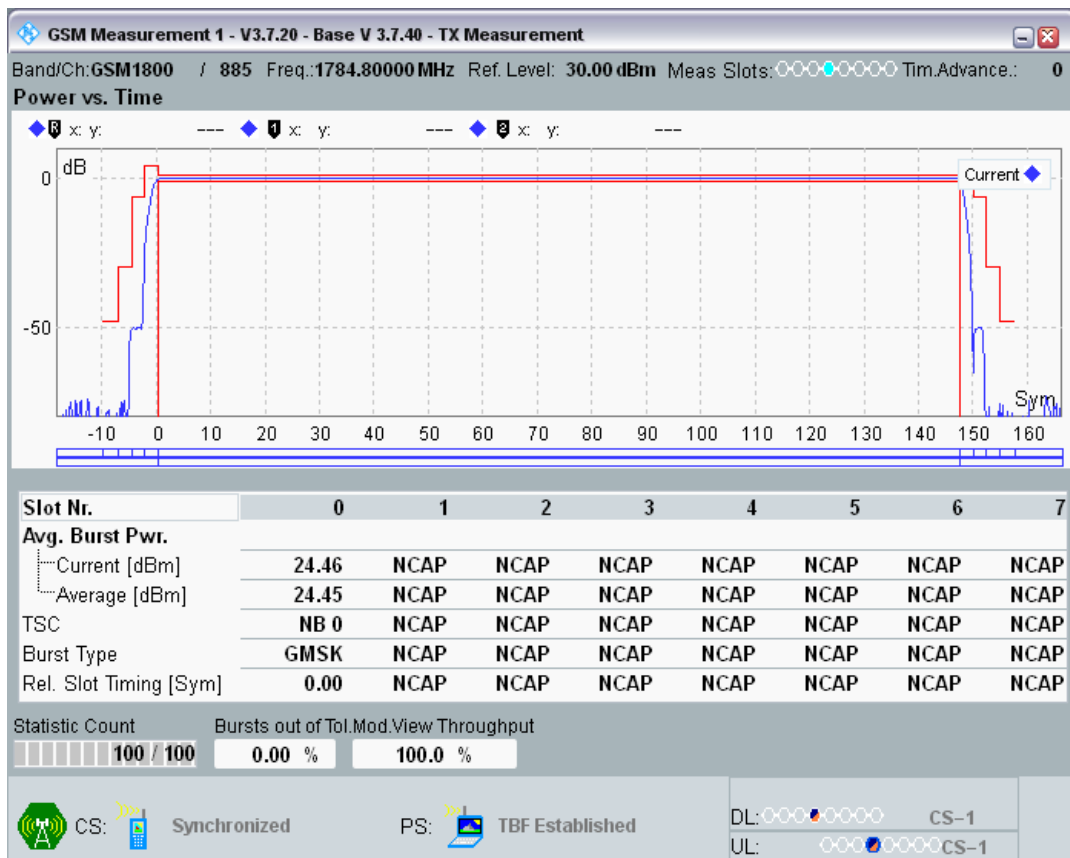 GSM Measurement 1 - V3.7.20 - Base V 3.7.40 - TX Measurement
Band/Ch:GSM1800 / 885 Freq.:1784.80000 MHz Ref. Level: 30.00 dBm Meas Slots: Tim.Advance.: 0
Power vs. Time
R x: y: --- 1 x: y: --- 2 x: y: ---
dB
0
Current
-50
Sym
-10 0 10 20 30 40 50 60 70 80 90 100 110 120 130 140 150 160
Slot Nr. 0 1 2 3 4 5 6 7
Avg. Burst Pwr.
Current [dBm] 24.46 NCAP NCAP NCAP NCAP NCAP NCAP NCAP
Average [dBm] 24.45 NCAP NCAP NCAP NCAP NCAP NCAP NCAP
TSC NB 0 NCAP NCAP NCAP NCAP NCAP NCAP NCAP
Burst Type GMSK NCAP NCAP NCAP NCAP NCAP NCAP NCAP
Rel. Slot Timing [Sym] 0.00 NCAP NCAP NCAP NCAP NCAP NCAP NCAP
Statistic Count Bursts out of Tol. Mod.View Throughput
100 / 100 0.00 % 100.0 %
CS: Synchronized PS: TBF Established
DL: CS-1
UL: CS-1